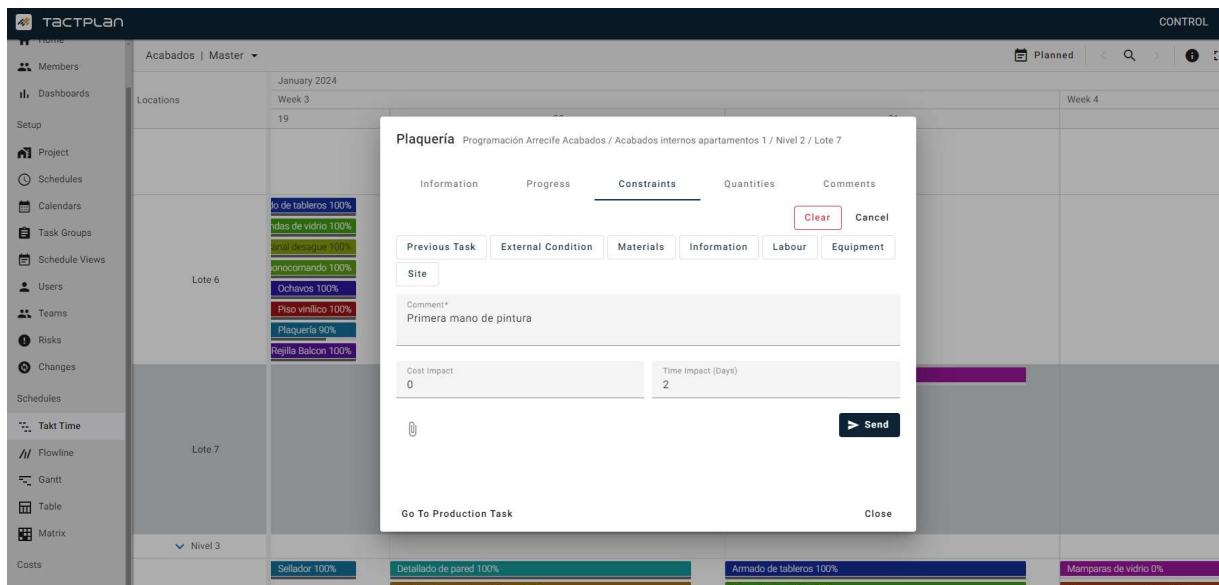 TACTPLAN
CONTROL
Home
Members
Dashboards
Setup
Project
Schedules
Calendars
Task Groups
Schedule Views
Users
Teams
Risks
Changes
Schedules
Takt Time
Flowline
Gantt
Table
Matrix
Costs
Acabados | Master
Planned
January 2024
Locations
Week 3
Week 4
19
Lote 6
do de tableros 100%
ndas de vidrio 100%
anal desague 100%
onocomando 100%
Ochavos 100%
Piso vinílico 100%
Plaquería 90%
Rejilla Balcon 100%
Lote 7
Nivel 3
Sellador 100%
Detallado de pared 100%
Armado de tableros 100%
Mamparas de vidrio 0%
Plaquería Programación Arrecife Acabados / Acabados internos apartamentos 1 / Nivel 2 / Lote 7
Information Progress Constraints Quantities Comments
Clear Cancel
Previous Task External Condition Materials Information Labour Equipment
Site
Comment*
Primera mano de pintura
Cost Impact
0
Time Impact (Days)
2
Send
Go To Production Task
Close